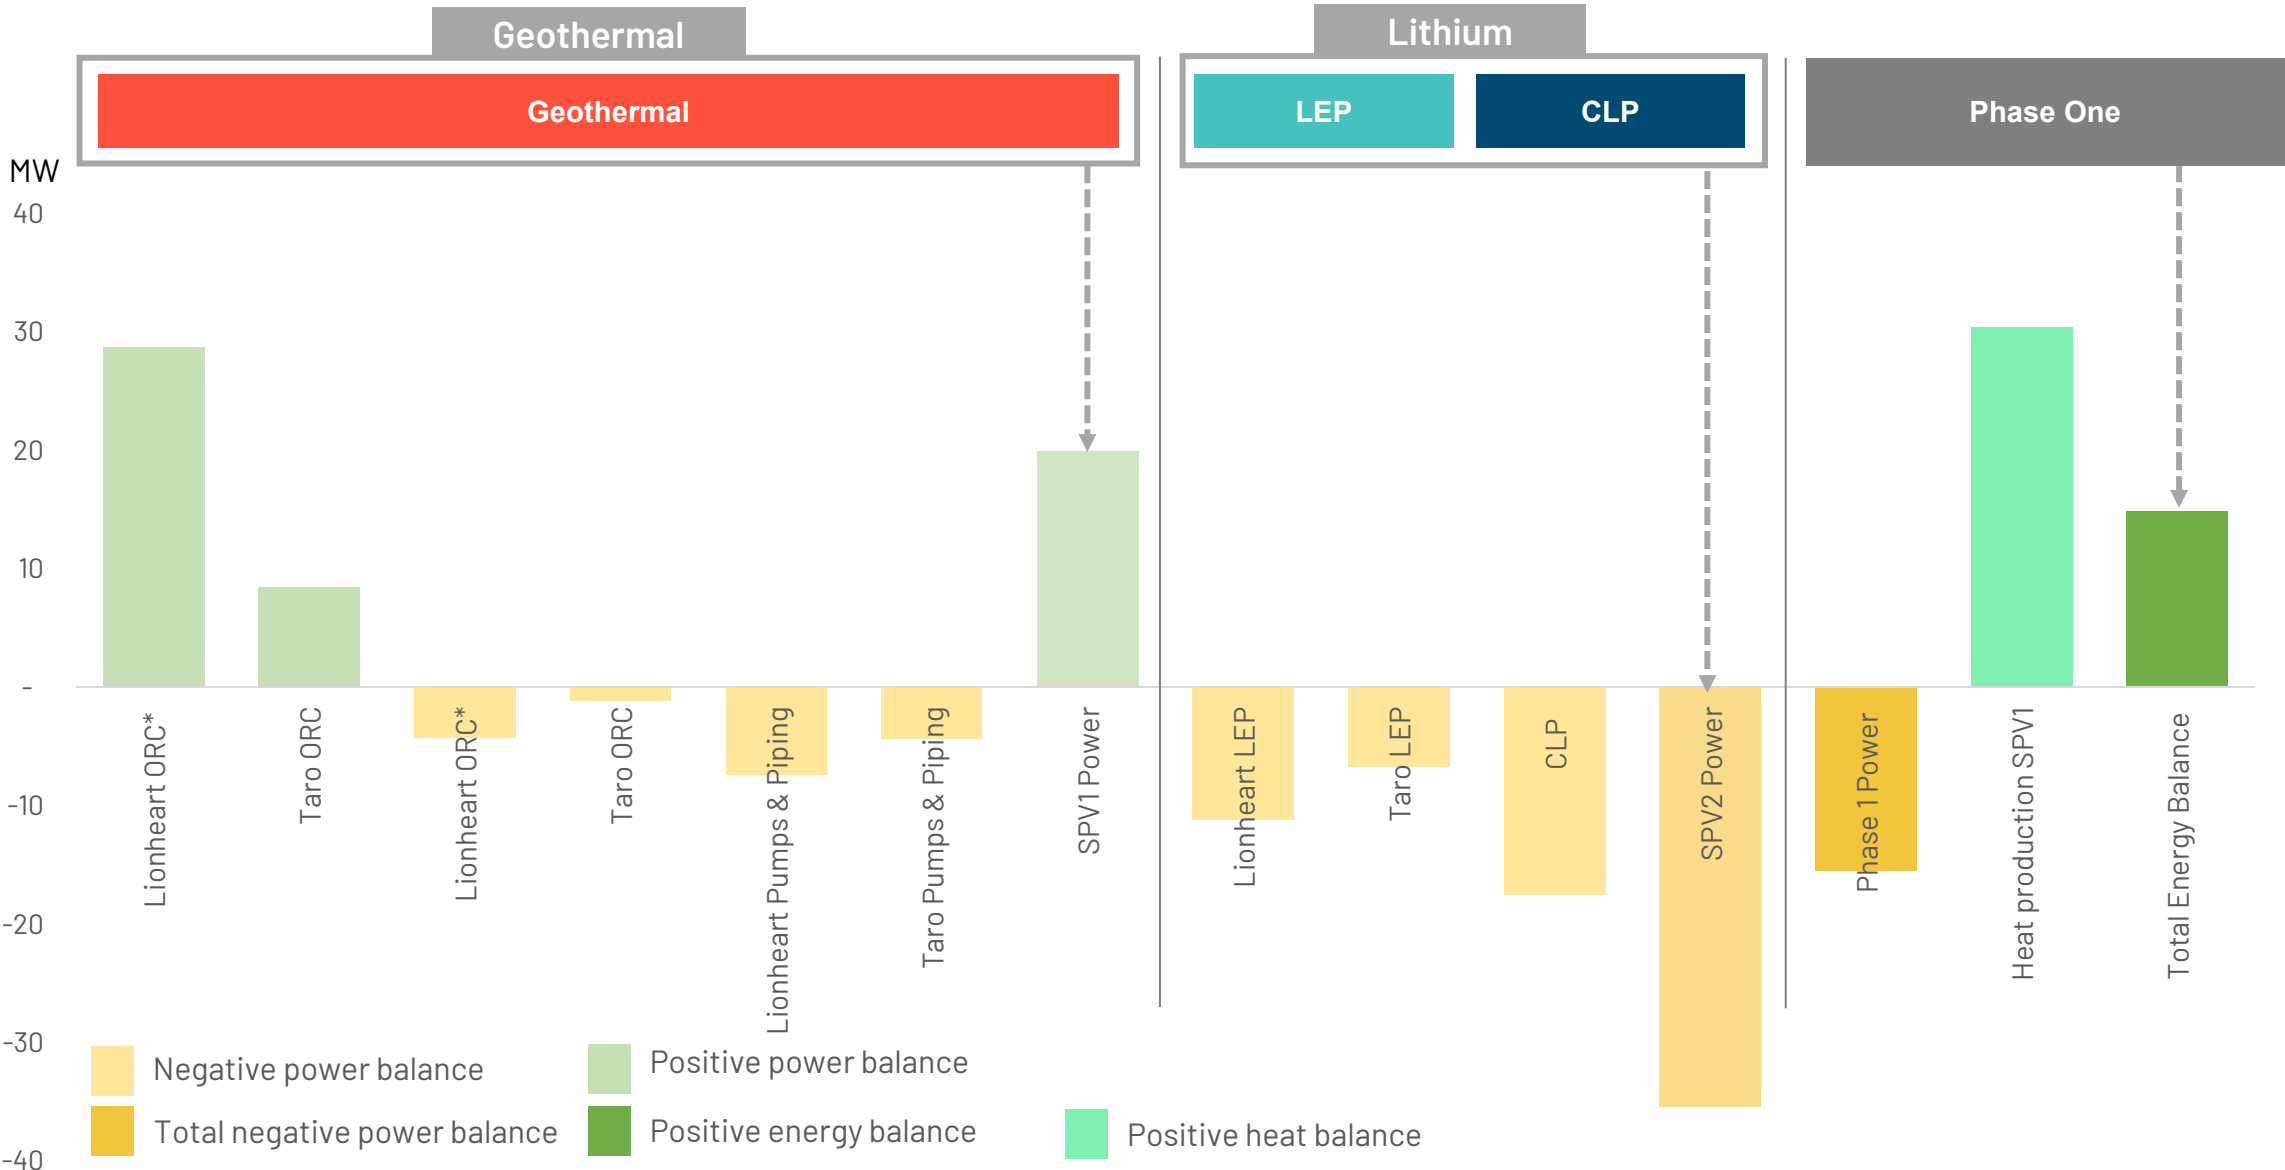 Geothermal
Lithium
Geothermal
LEP
CLP
Phase One
MW
40
30
20
10
-
-10
-20
-30
-40
Lionheart ORC*
Taro ORC
Lionheart ORC*
Taro ORC
Lionheart Pumps & Piping
Taro Pumps & Piping
SPV1 Power
Lionheart LEP
Taro LEP
CLP
SPV2 Power
Phase 1 Power
Heat production SPV1
Total Energy Balance
Negative power balance
Positive power balance
Total negative power balance
Positive energy balance
Positive heat balance